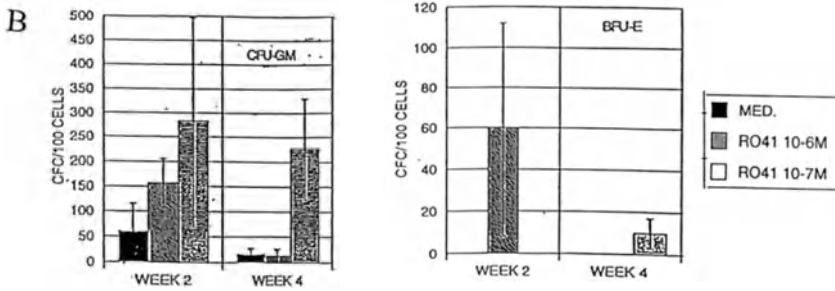 B
CFC/100 CELLS
500
450
400
350
300
250
200
150
100
50
0
CFU-GM
WEEK 2
WEEK 4
CFC/100 CELLS
120
100
80
60
40
20
0
BFU-E
WEEK 2
WEEK 4
MED.
RO41 10-6M
RO41 10-7M